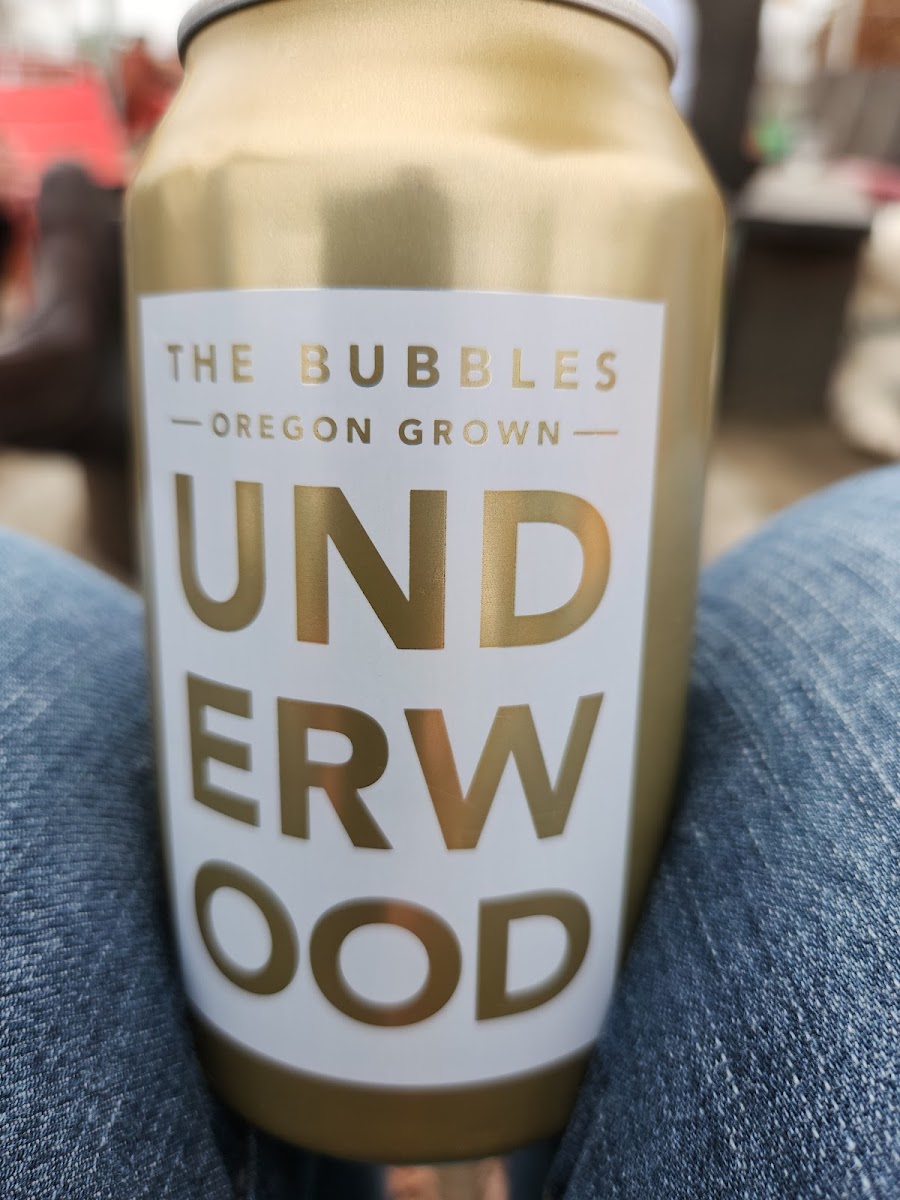 THE BUBBLES
—OREGON GROWN—
UND
ERW
OOD